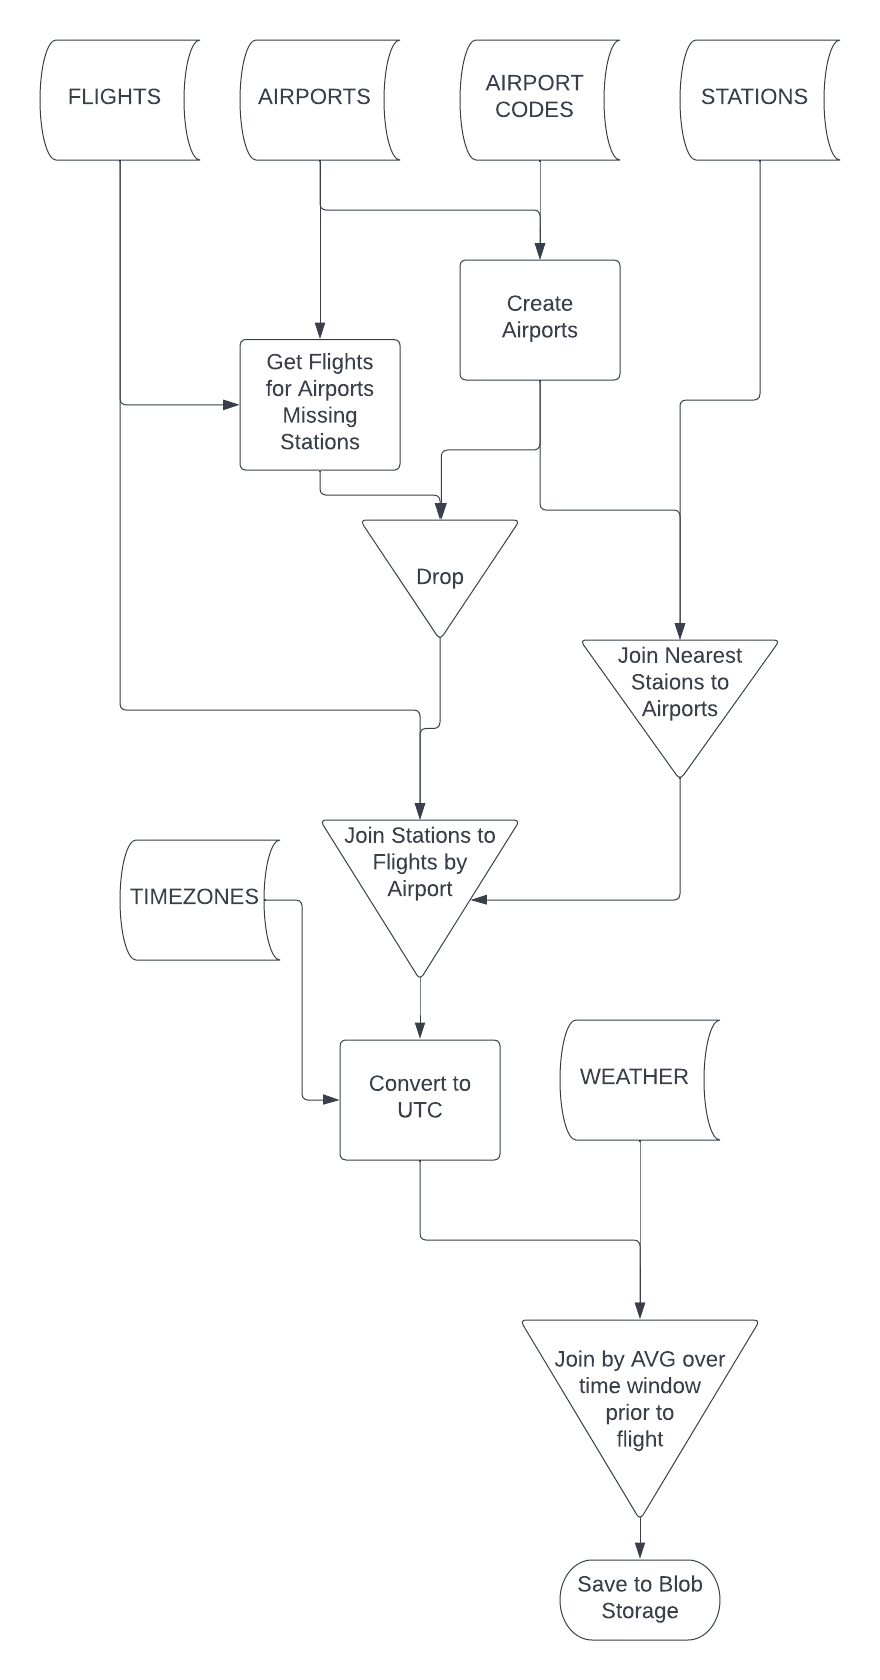 FLIGHTS
AIRPORTS
AIRPORT
CODES
STATIONS
Create
Airports
Get Flights
for Airports
Missing
Stations
Drop
Join Nearest
Staions to
Airports
Join Stations to
Flights by
Airport
TIMEZONES
WEATHER
Convert to
UTC
Join by AVG over
time window
prior to
flight
Save to Blob
Storage